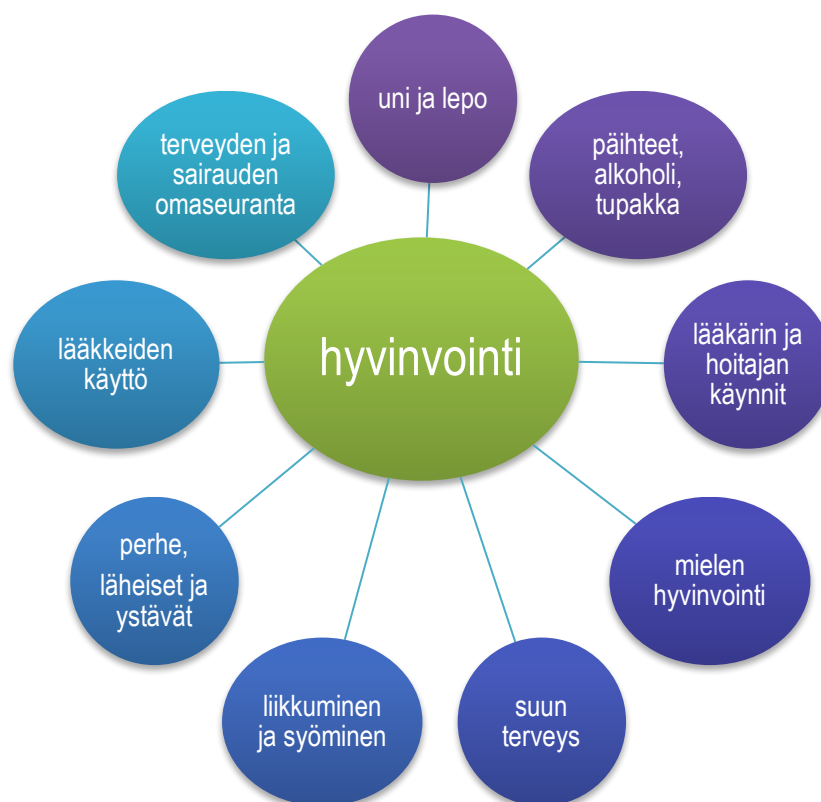 uni ja lepo
päihteet,
alkoholi,
tupakka
lääkärin ja
hoitajan
käynnit
mielen
hyvinvointi
suun
terveys
liikkuminen
ja syöminen
perhe,
läheiset ja
ystävät
lääkkeiden
käyttö
terveyden ja
sairauden
omaseuranta
hyvinvointi